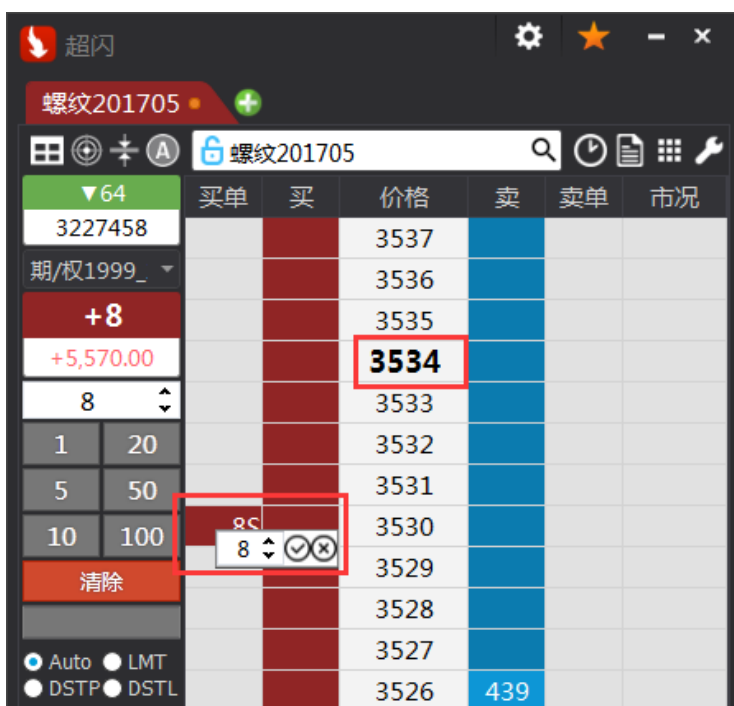 超闪
螺纹201705
A 螺纹201705
▼64 买单 买 价格 卖 卖单 市况
3227458 3537
期/权1999_ 3536
+8 3535
+5,570.00 3534
8 3533
1 20 3532
5 50 3531
10 100 8S 3530
8
清除 3529
3528
Auto LMT 3527
DSTP DSTL 3526 439